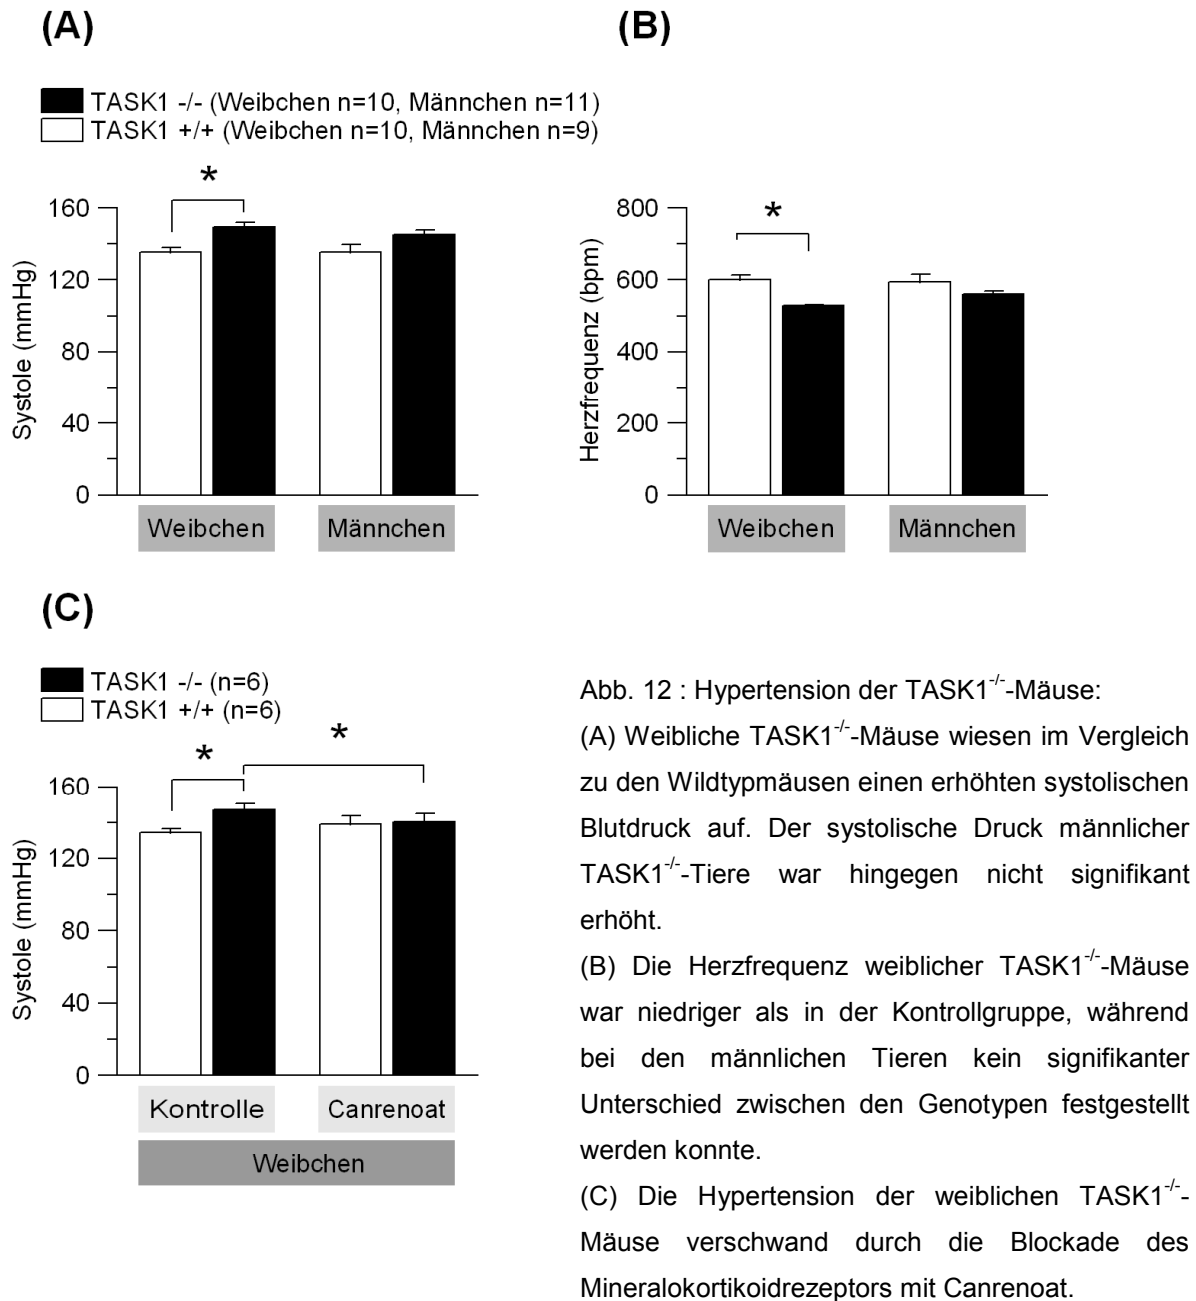 (A)
TASK1 -/- (Weibchen n=10, Männchen n=11)
TASK1 +/+ (Weibchen n=10, Männchen n=9)
*
160
120
80
40
0
Systole (mmHg)
Weibchen
Männchen
(B)
*
800
600
400
200
0
Herzfrequenz (bpm)
Weibchen
Männchen
(C)
TASK1 -/- (n=6)
TASK1 +/+ (n=6)
*
*
160
120
80
40
0
Systole (mmHg)
Kontrolle
Canrenoat
Weibchen
Abb. 12 : Hypertension der TASK1-/--Mäuse:
(A) Weibliche TASK1-/--Mäuse wiesen im Vergleich
zu den Wildtypmäusen einen erhöhten systolischen
Blutdruck auf. Der systolische Druck männlicher
TASK1-/--Tiere war hingegen nicht signifikant
erhöht.
(B) Die Herzfrequenz weiblicher TASK1-/--Mäuse
war niedriger als in der Kontrollgruppe, während
bei den männlichen Tieren kein signifikanter
Unterschied zwischen den Genotypen festgestellt
werden konnte.
(C) Die Hypertension der weiblichen TASK1-/--
Mäuse verschwand durch die Blockade des
Mineralokortikoidrezeptors mit Canrenoat.